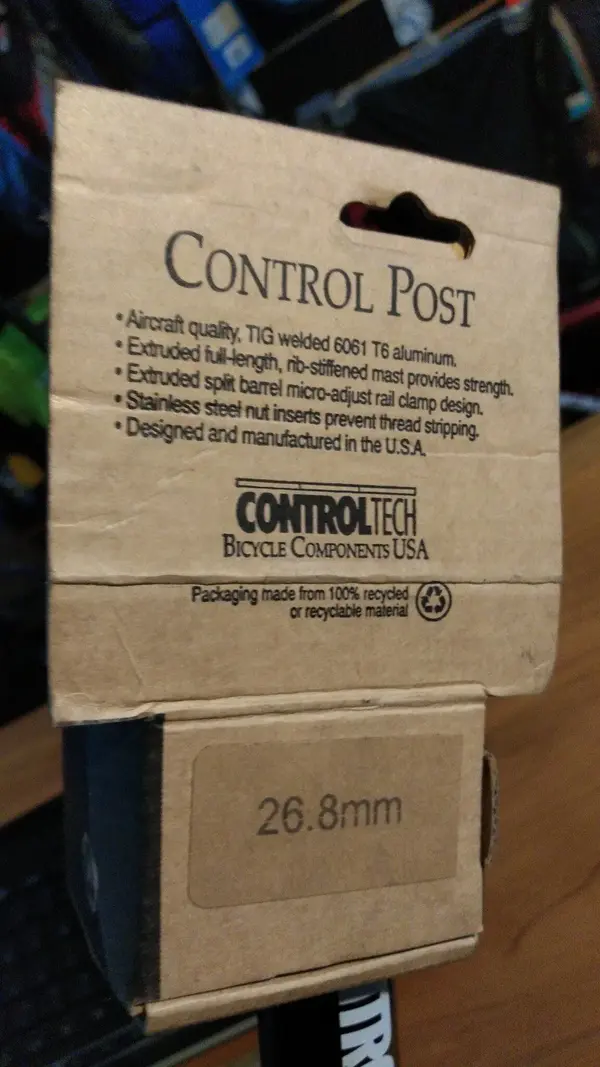 CONTROL POST
• Aircraft quality, TIG welded 6061 T6 aluminum.
• Extruded full-length, rib-stiffened mast provides strength.
• Extruded split barrel micro-adjust rail clamp design.
• Stainless steel nut inserts prevent thread stripping.
• Designed and manufactured in the U.S.A.
CONTROLTECH
BICYCLE COMPONENTS USA
Packaging made from 100% recycled
or recyclable material
26.8mm